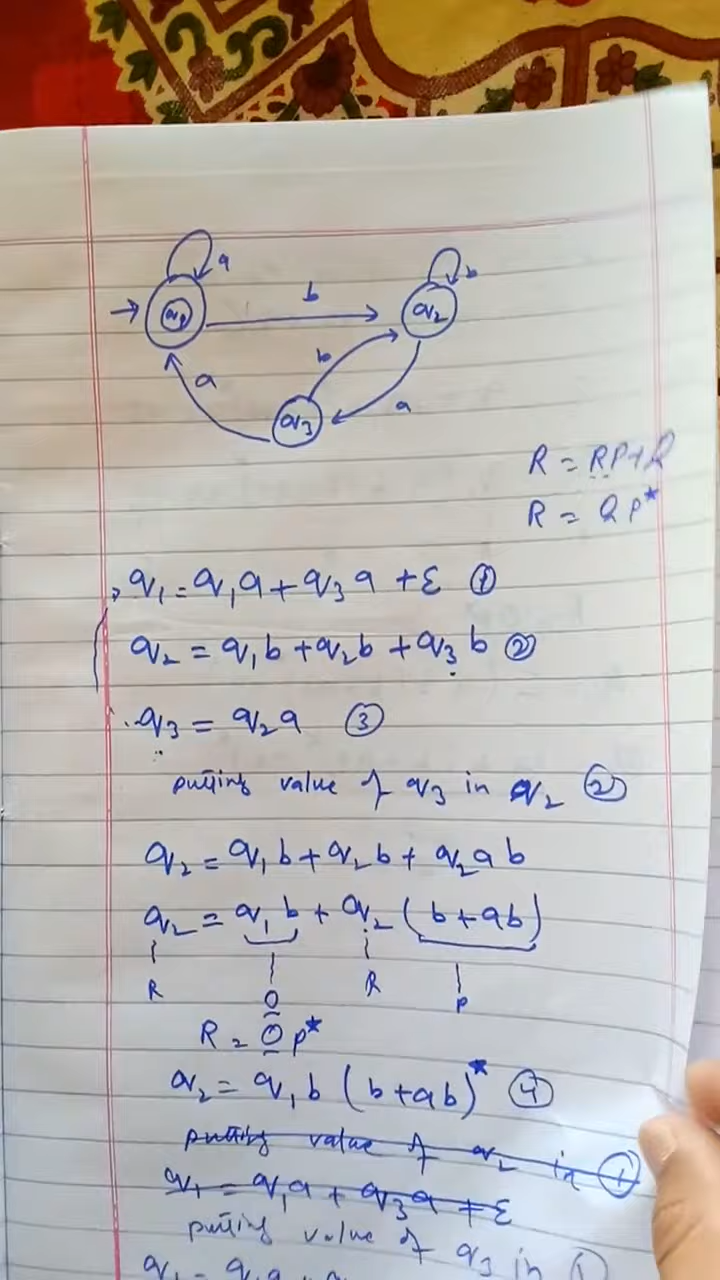 a
b
b
q1
q2
b
a
a
q3
R = RP+Q
R = QP*
q1 = q1a + q3a + ε ①
q2 = q1b + q2b + q3b ②
q3 = q2a ③
putting value of q3 in q2 ②
q2 = q1b + q2b + q2ab
q2 = q1b + q2 (b+ab)
R Q R P
R = QP*
q2 = q1b (b+ab)* ④
putting value of q2 in ①
q1 = q1a + q3a + ε
putting value of q3 in ①
q1 = q1a +